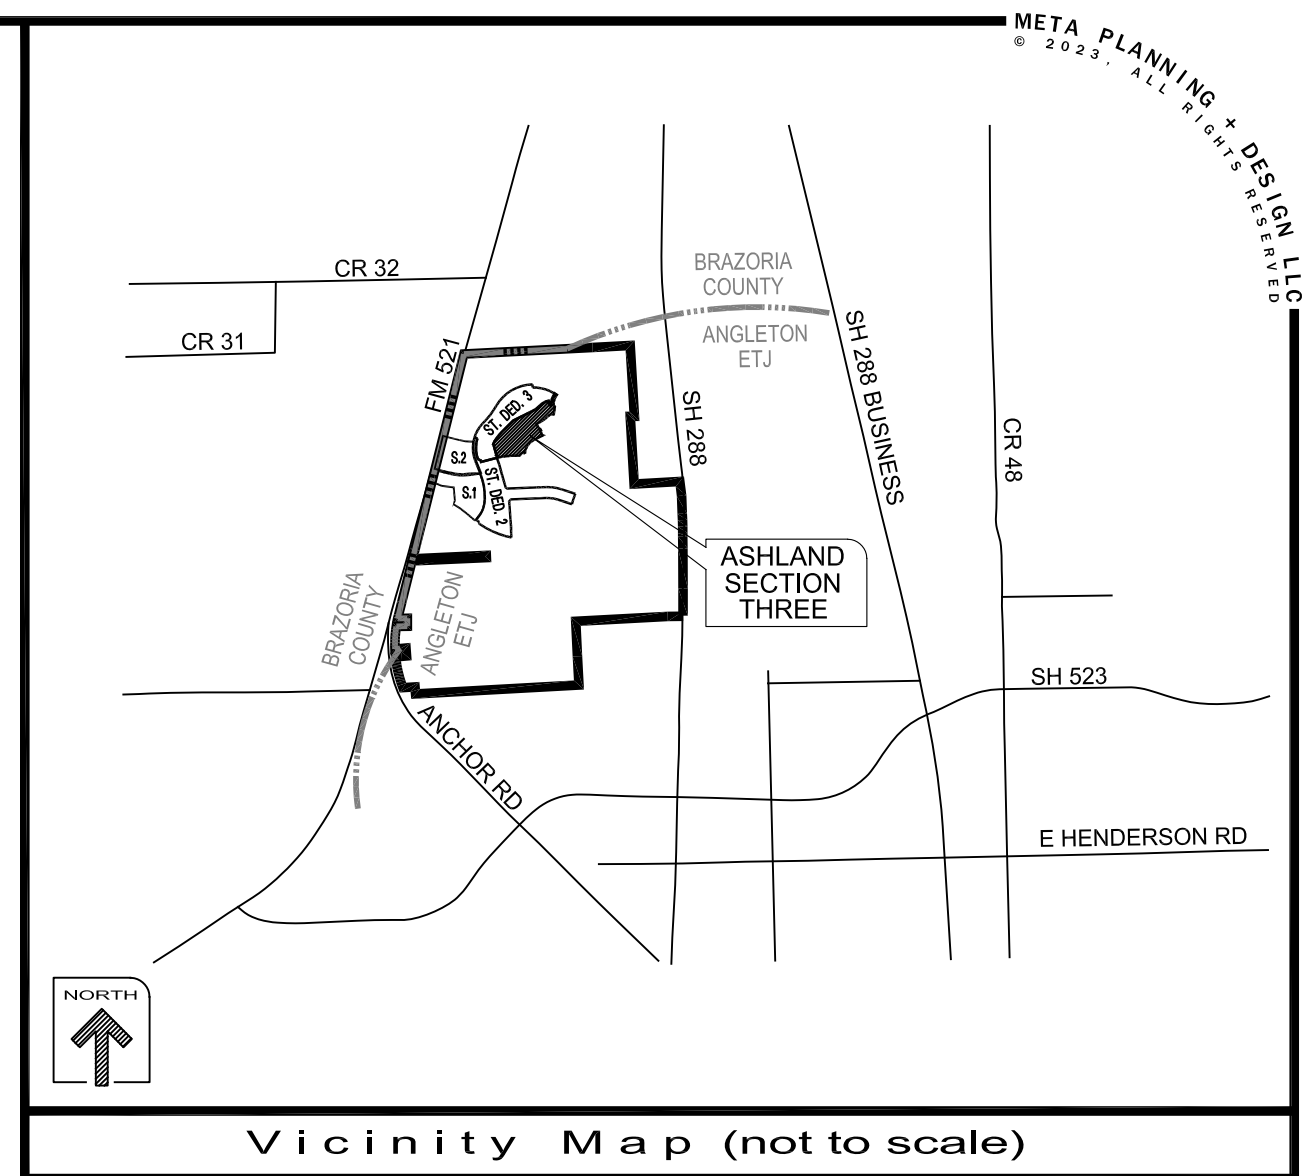 META PLANNING + DESIGN LLC
© 2023, ALL RIGHTS RESERVED
CR 32
BRAZORIA
COUNTY
CR 31
ANGLETON
ETJ
FM 521
SH 288 BUSINESS
ST. DED. 3
SH 288
CR 48
S.2
S.1
ST. DED. 2
ASHLAND
SECTION
THREE
BRAZORIA
COUNTY
ANGLETON
ETJ
SH 523
ANCHOR RD
E HENDERSON RD
NORTH
Vicinity Map (not to scale)